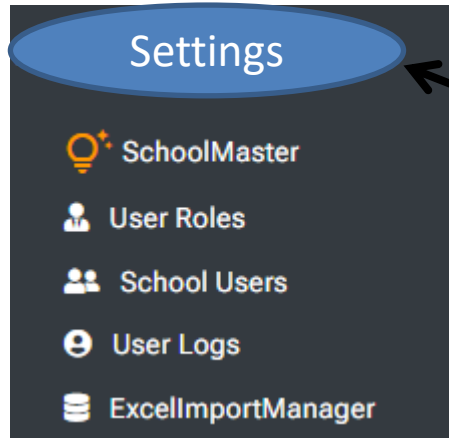 Settings
SchoolMaster
User Roles
School Users
User Logs
ExcelImportManager